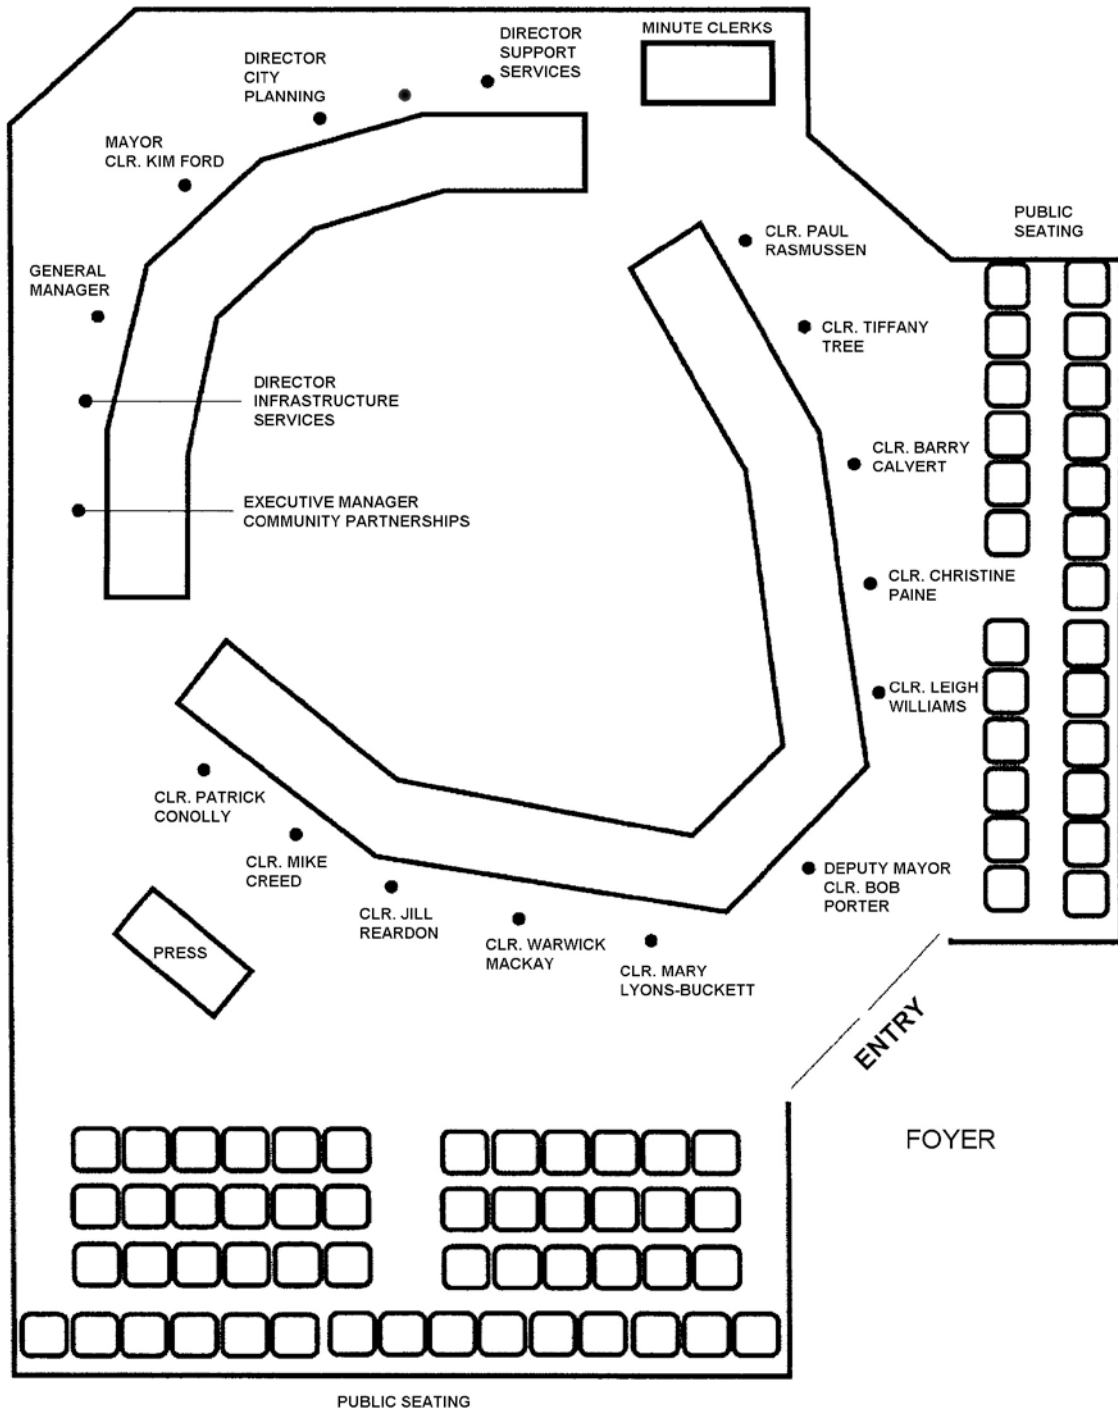 MINUTE CLERKS
DIRECTOR
SUPPORT
SERVICES
DIRECTOR
CITY
PLANNING
MAYOR
CLR. KIM FORD
GENERAL
MANAGER
DIRECTOR
INFRASTRUCTURE
SERVICES
EXECUTIVE MANAGER
COMMUNITY PARTNERSHIPS
CLR. PAUL
RASMUSSEN
PUBLIC
SEATING
CLR. TIFFANY
TREE
CLR. BARRY
CALVERT
CLR. CHRISTINE
PAINE
CLR. LEIGH
WILLIAMS
DEPUTY MAYOR
CLR. BOB
PORTER
CLR. PATRICK
CONOLLY
CLR. MIKE
CREED
CLR. JILL
REARDON
CLR. WARWICK
MACKAY
CLR. MARY
LYONS-BUCKETT
PRESS
ENTRY
FOYER
PUBLIC SEATING